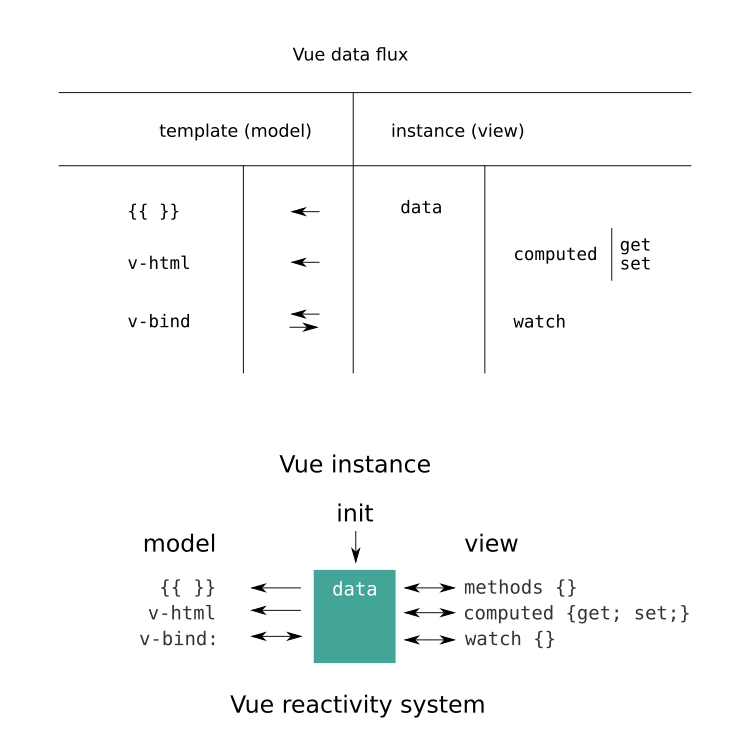 Vue data flux
template (model) instance (view)
{{ }} data
v-html computed get
set
v-bind watch
Vue instance
init
model view
{{ }} data methods {}
v-html computed {get; set;}
v-bind: watch {}
Vue reactivity system